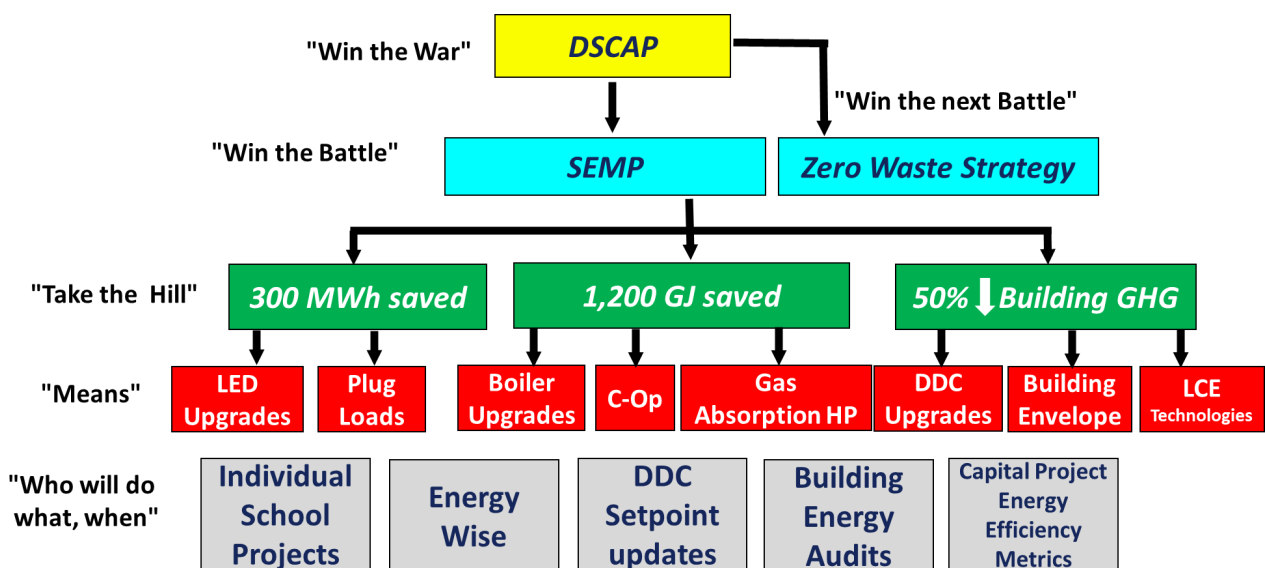 "Win the War"
DSCAP
"Win the next Battle"
"Win the Battle"
SEMP
Zero Waste Strategy
"Take the Hill"
300 MWh saved
1,200 GJ saved
50% Building GHG
"Means"
LED
Upgrades
Plug
Loads
Boiler
Upgrades
C-Op
Gas
Absorption HP
DDC
Upgrades
Building
Envelope
LCE
Technologies
"Who will do
what, when"
Individual
School
Projects
Energy
Wise
DDC
Setpoint
updates
Building
Energy
Audits
Capital Project
Energy
Efficiency
Metrics